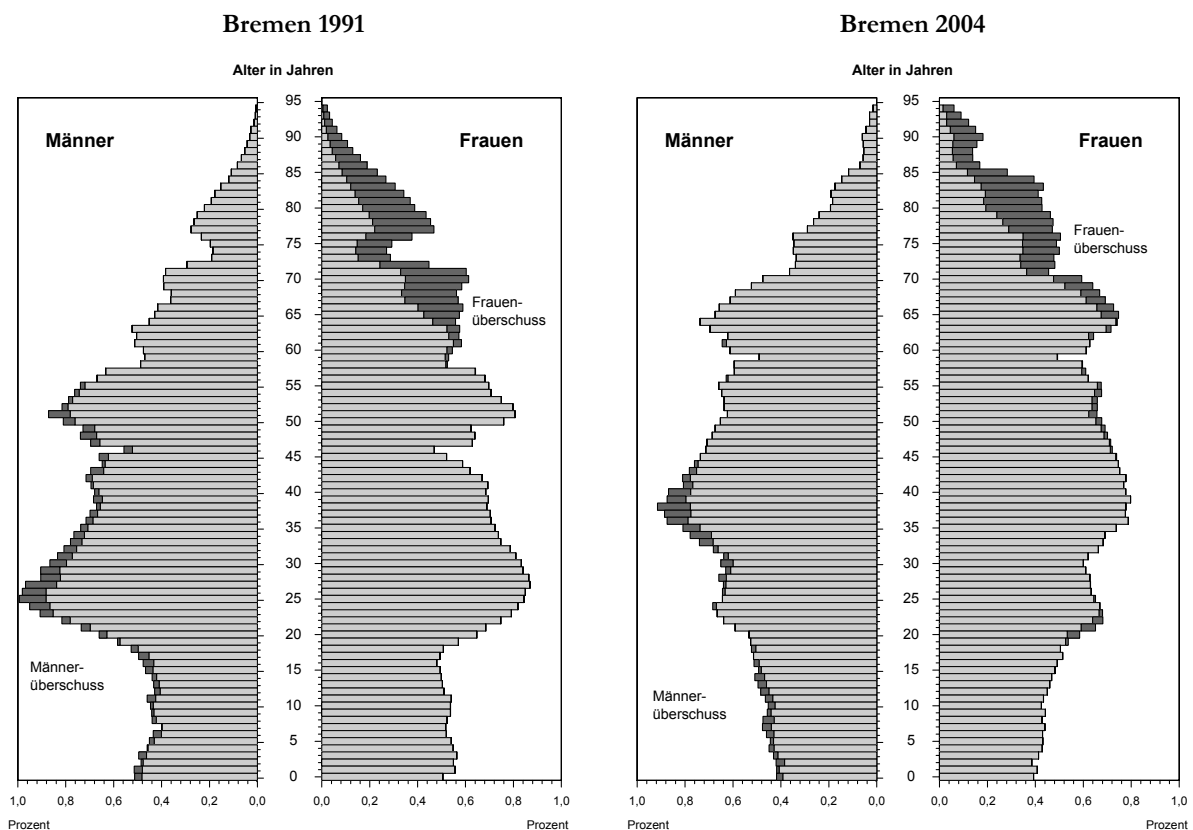 Bremen 1991
Alter in Jahren
Männer
Frauen
95
90
85
80
75
70
65
60
55
50
45
40
35
30
25
20
15
10
5
0
Frauen-
überschuss
Männer-
überschuss
1,0 0,8 0,6 0,4 0,2 0,0
0,0 0,2 0,4 0,6 0,8 1,0
Prozent
Prozent
Bremen 2004
Alter in Jahren
Männer
Frauen
95
90
85
80
75
70
65
60
55
50
45
40
35
30
25
20
15
10
5
0
Frauen-
überschuss
Männer-
überschuss
1,0 0,8 0,6 0,4 0,2 0,0
0,0 0,2 0,4 0,6 0,8 1,0
Prozent
Prozent